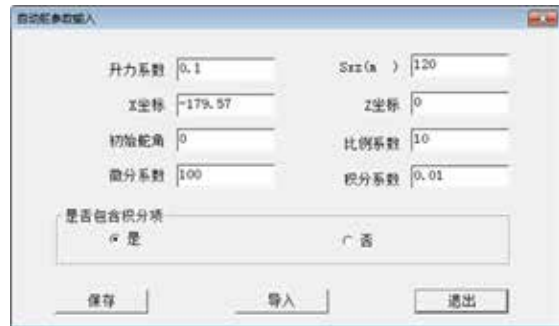 自动舵参数输入
升力系数 0.1 Sxz(m ) 120
X坐标 -179.57 Z坐标 0
初始舵角 0 比例系数 10
微分系数 100 积分系数 0.01
是否包含积分项
是 否
保存 导入 退出